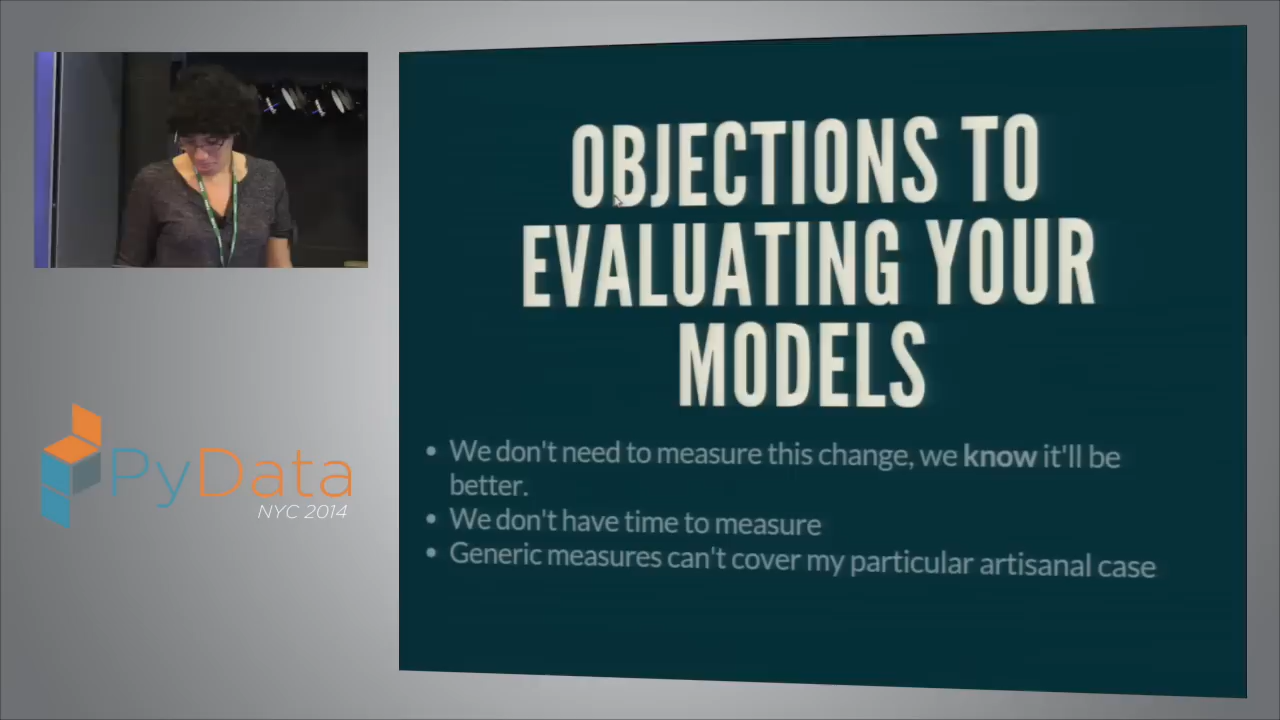 OBJECTIONS TO
EVALUATING YOUR
MODELS
• We don't need to measure this change, we know it'll be
better.
• We don't have time to measure
• Generic measures can't cover my particular artisanal case
PyData
NYC 2014